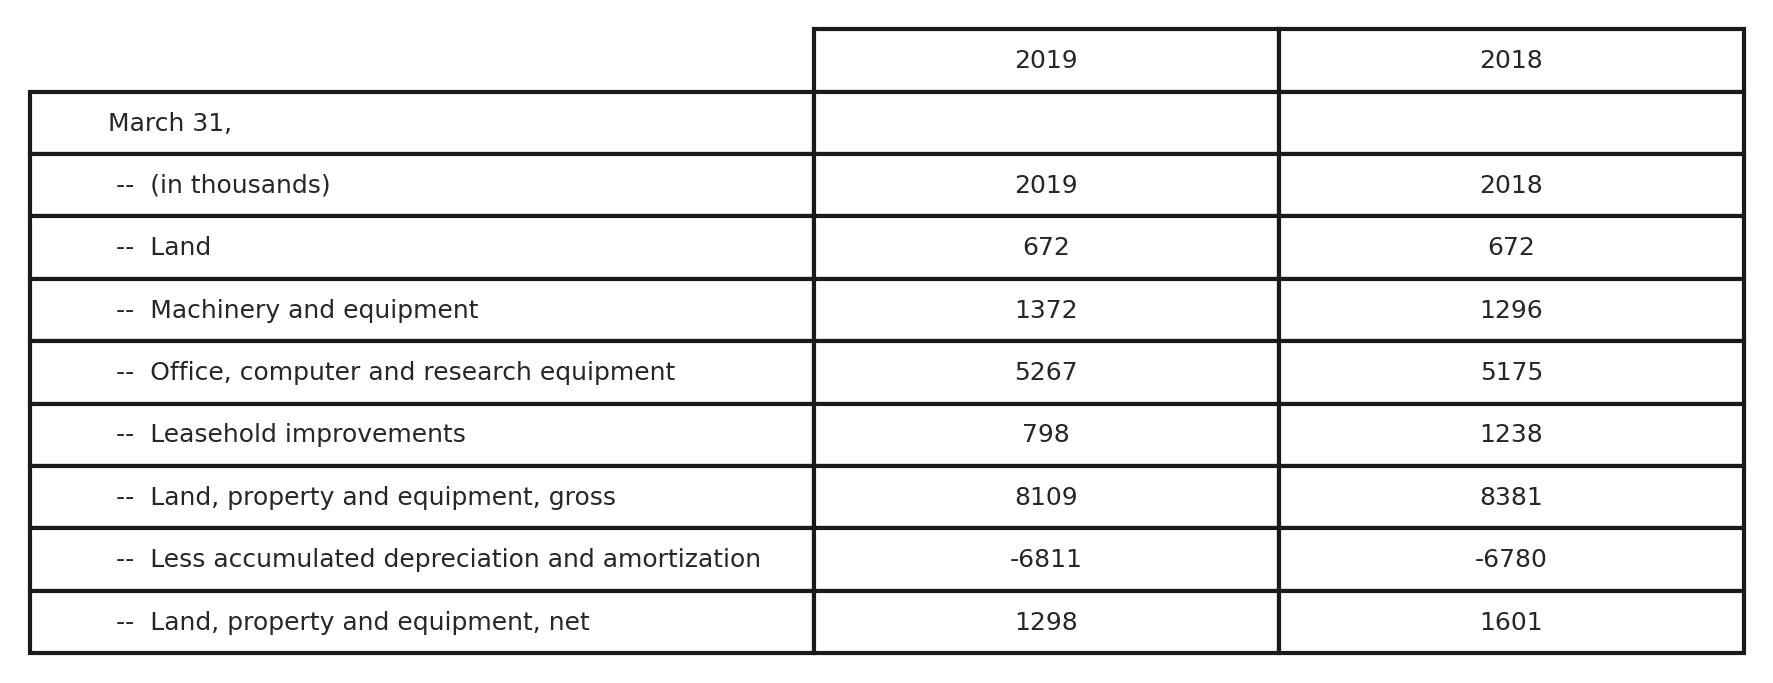 2019 2018
March 31,
-- (in thousands) 2019 2018
-- Land 672 672
-- Machinery and equipment 1372 1296
-- Office, computer and research equipment 5267 5175
-- Leasehold improvements 798 1238
-- Land, property and equipment, gross 8109 8381
-- Less accumulated depreciation and amortization -6811 -6780
-- Land, property and equipment, net 1298 1601